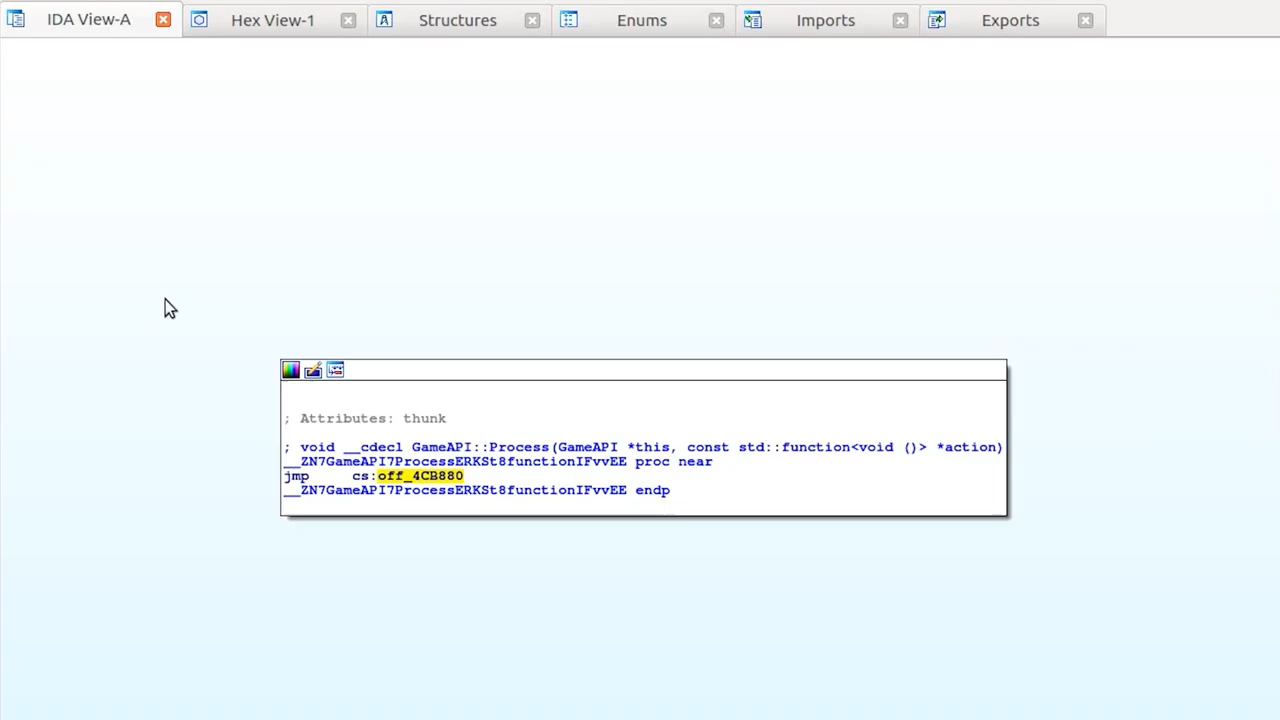 IDA View-A Hex View-1 Structures Enums Imports Exports
; Attributes: thunk
; void __cdecl GameAPI::Process(GameAPI *this, const std::function<void ()> *action)
__ZN7GameAPI7ProcessERKSt8functionIFvvEE proc near
jmp cs:off_4CB880
__ZN7GameAPI7ProcessERKSt8functionIFvvEE endp